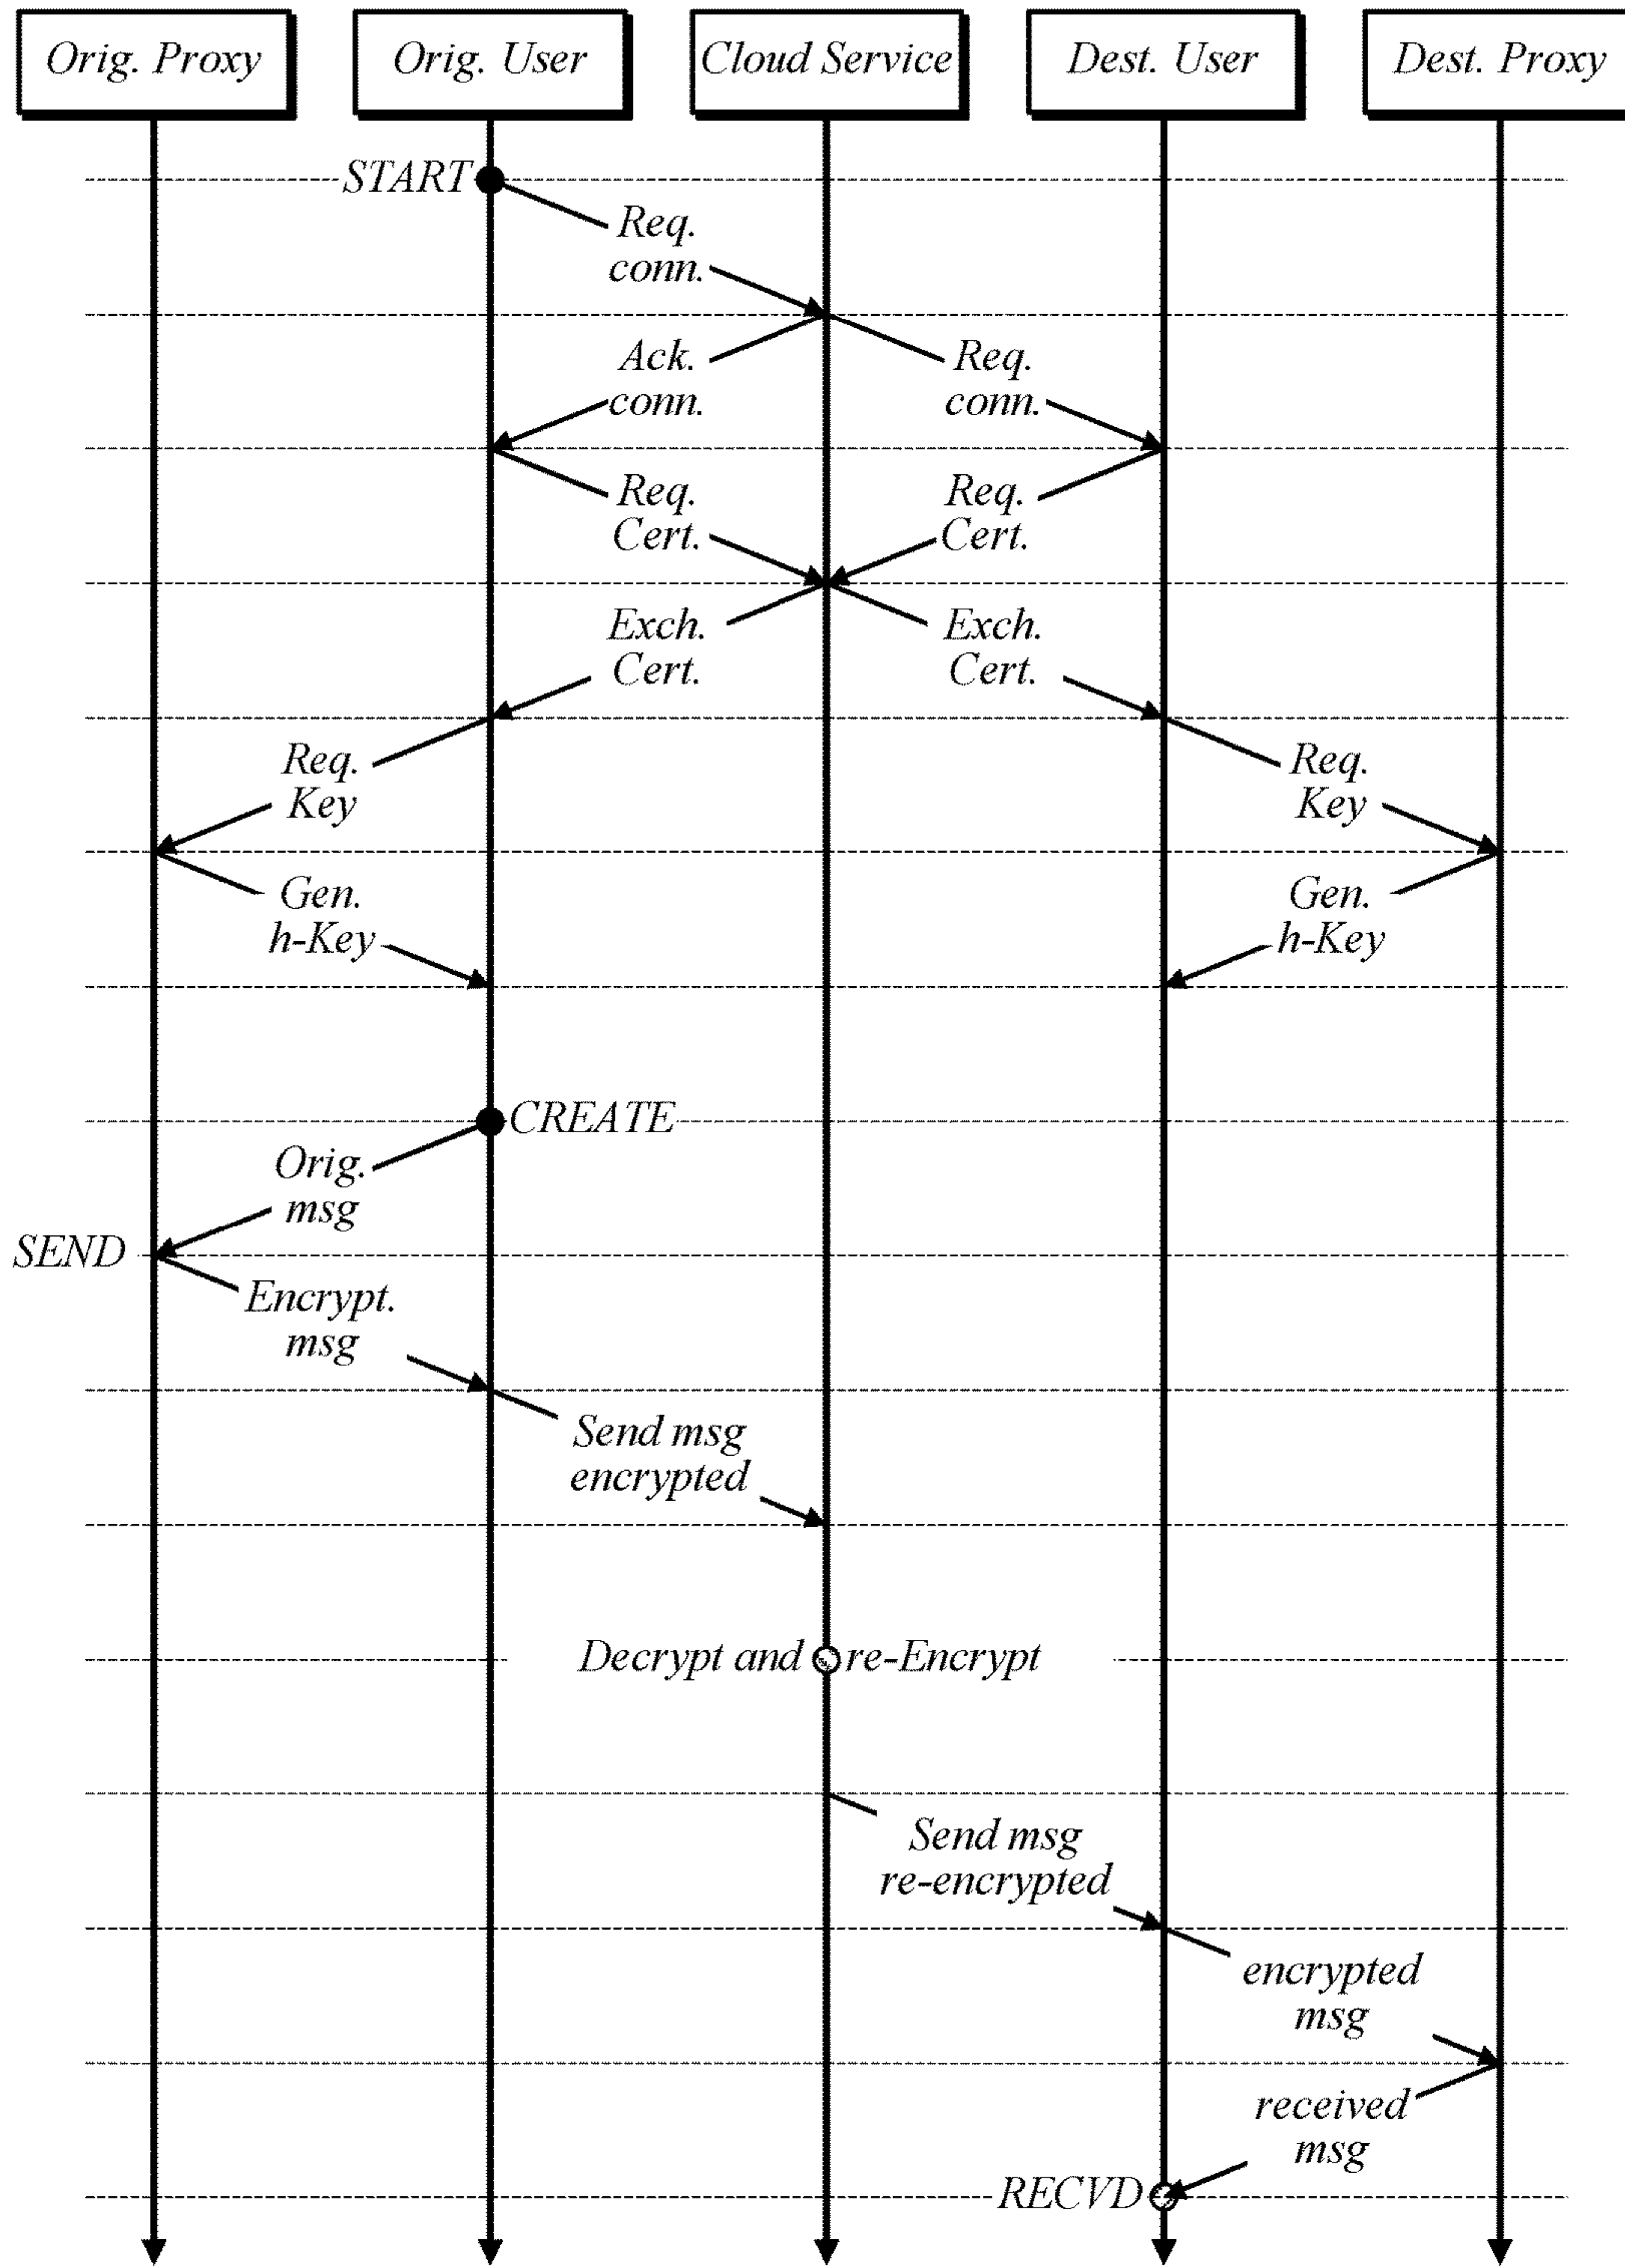 Orig. Proxy
Orig. User
Cloud Service
Dest. User
Dest. Proxy
START
Req.
conn.
Ack.
conn.
Req.
conn.
Req.
Cert.
Req.
Cert.
Exch.
Cert.
Exch.
Cert.
Req.
Key
Req.
Key
Gen.
h-Key
Gen.
h-Key
CREATE
Orig.
msg
SEND
Encrypt.
msg
Send msg
encrypted
Decrypt and re-Encrypt
Send msg
re-encrypted
encrypted
msg
received
msg
RECVD